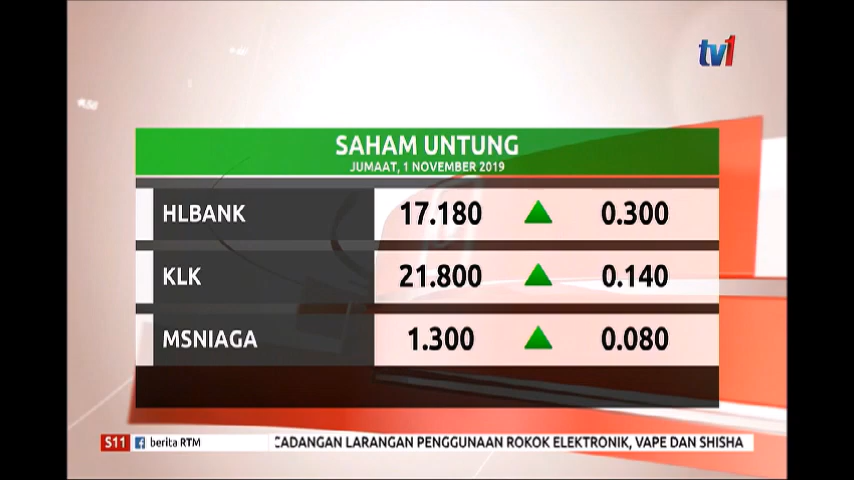 tv1
SAHAM UNTUNG
JUMAAT, 1 NOVEMBER 2019
HLBANK 17.180 ▲ 0.300
KLK 21.800 ▲ 0.140
MSNIAGA 1.300 ▲ 0.080
S11 berita RTM CADANGAN LARANGAN PENGGUNAAN ROKOK ELEKTRONIK, VAPE DAN SHISHA